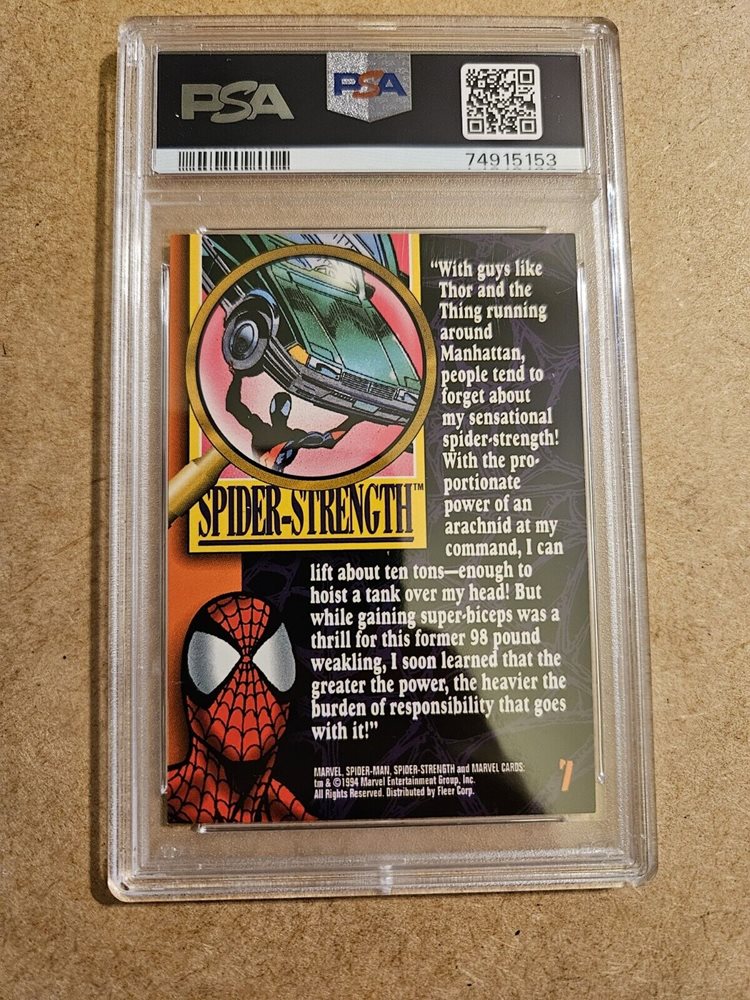 PSA
PSA
74915153
"With guys like
Thor and the
Thing running
around
Manhattan,
people tend to
forget about
my sensational
spider-strength!
With the pro-
portionate
power of an
arachnid at my
command, I can
lift about ten tons—enough to
hoist a tank over my head! But
while gaining super-biceps was a
thrill for this former 98 pound
weakling, I soon learned that the
greater the power, the heavier the
burden of responsibility that goes
with it!"
SPIDER-STRENGTH™
MARVEL, SPIDER-MAN, SPIDER-STRENGTH and MARVEL CARDS:
tm & ©1994 Marvel Entertainment Group, Inc.
All Rights Reserved. Distributed by Fleer Corp.
7